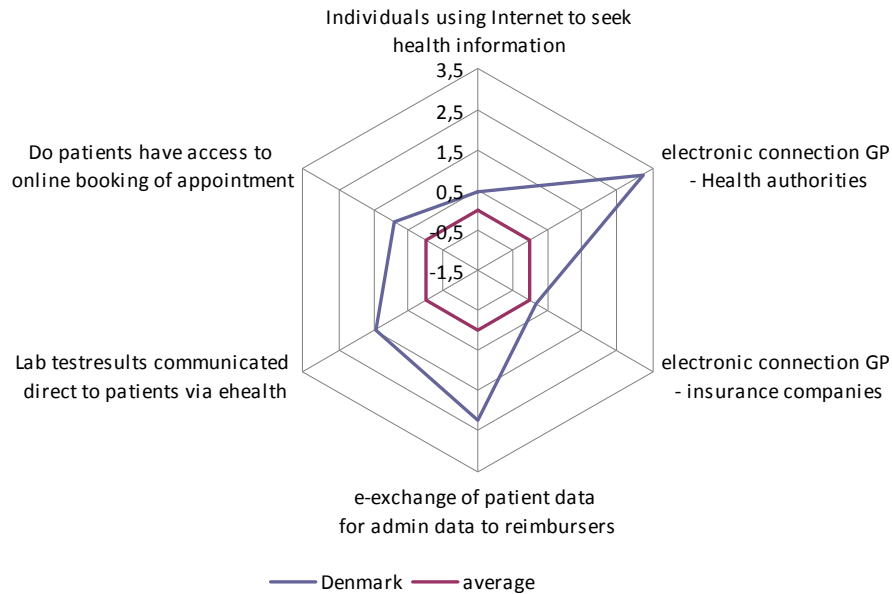 Individuals using Internet to seek
health information
3,5
2,5
1,5
0,5
-0,5
-1,5
electronic connection GP
- Health authorities
electronic connection GP
- insurance companies
e-exchange of patient data
for admin data to reimbursers
Lab testresults communicated
direct to patients via ehealth
Do patients have access to
online booking of appointment
Denmark
average